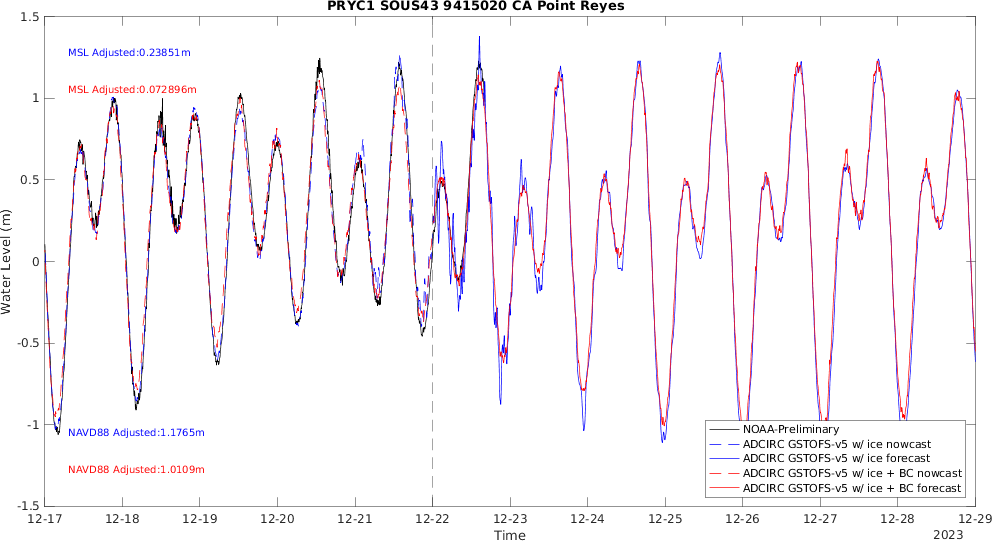 PRYC1 SOUS43 9415020 CA Point Reyes
1.5
1
0.5
0
-0.5
-1
-1.5
Water Level (m)
MSL Adjusted:0.23851m
MSL Adjusted:0.072896m
NAVD88 Adjusted:1.1765m
NAVD88 Adjusted:1.0109m
NOAA-Preliminary
ADCIRC GSTOFS-v5 w/ ice nowcast
ADCIRC GSTOFS-v5 w/ ice forecast
ADCIRC GSTOFS-v5 w/ ice + BC nowcast
ADCIRC GSTOFS-v5 w/ ice + BC forecast
12-17 12-18 12-19 12-20 12-21 12-22 12-23 12-24 12-25 12-26 12-27 12-28 12-29
Time
2023